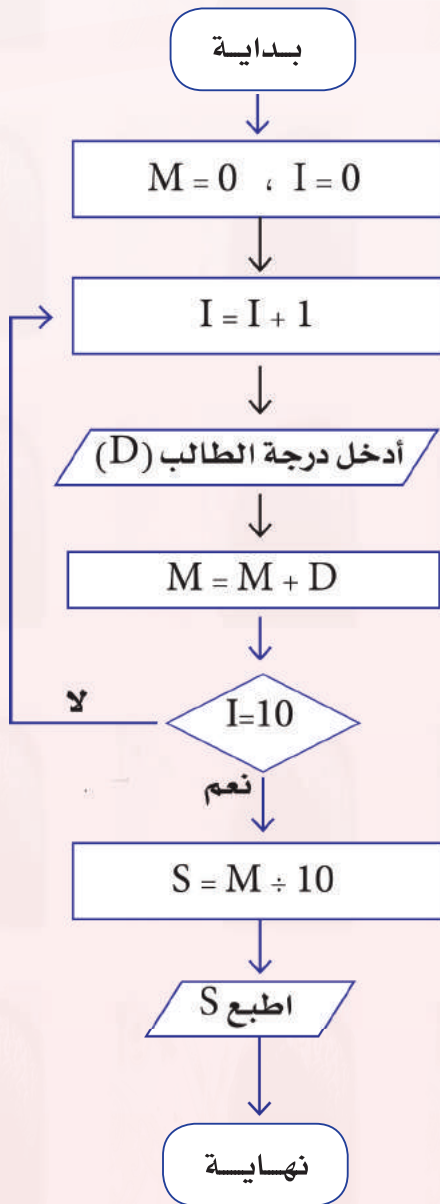 بداية
M = 0 ، I = 0
I = I + 1
أدخل درجة الطالب (D)
M = M + D
I=10
لا
نعم
S = M ÷ 10
اطبع S
نهاية